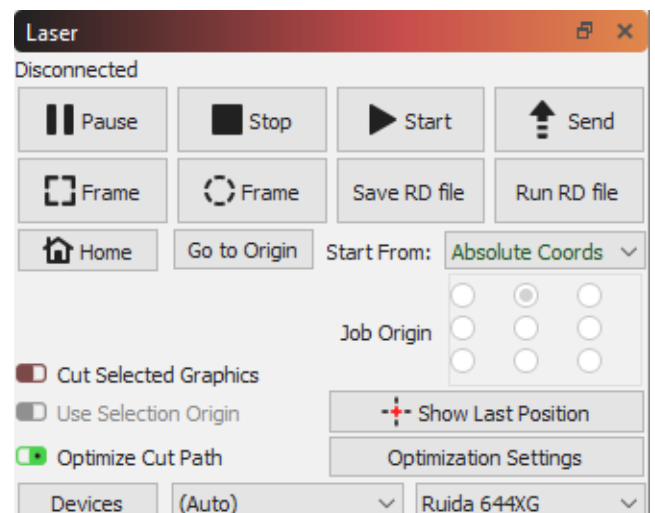 Laser
Disconnected
Pause Stop Start Send
Frame Frame Save RD file Run RD file
Home Go to Origin Start From: Absolute Coords
Job Origin
Cut Selected Graphics
Use Selection Origin Show Last Position
Optimize Cut Path Optimization Settings
Devices (Auto) Ruida 644XG